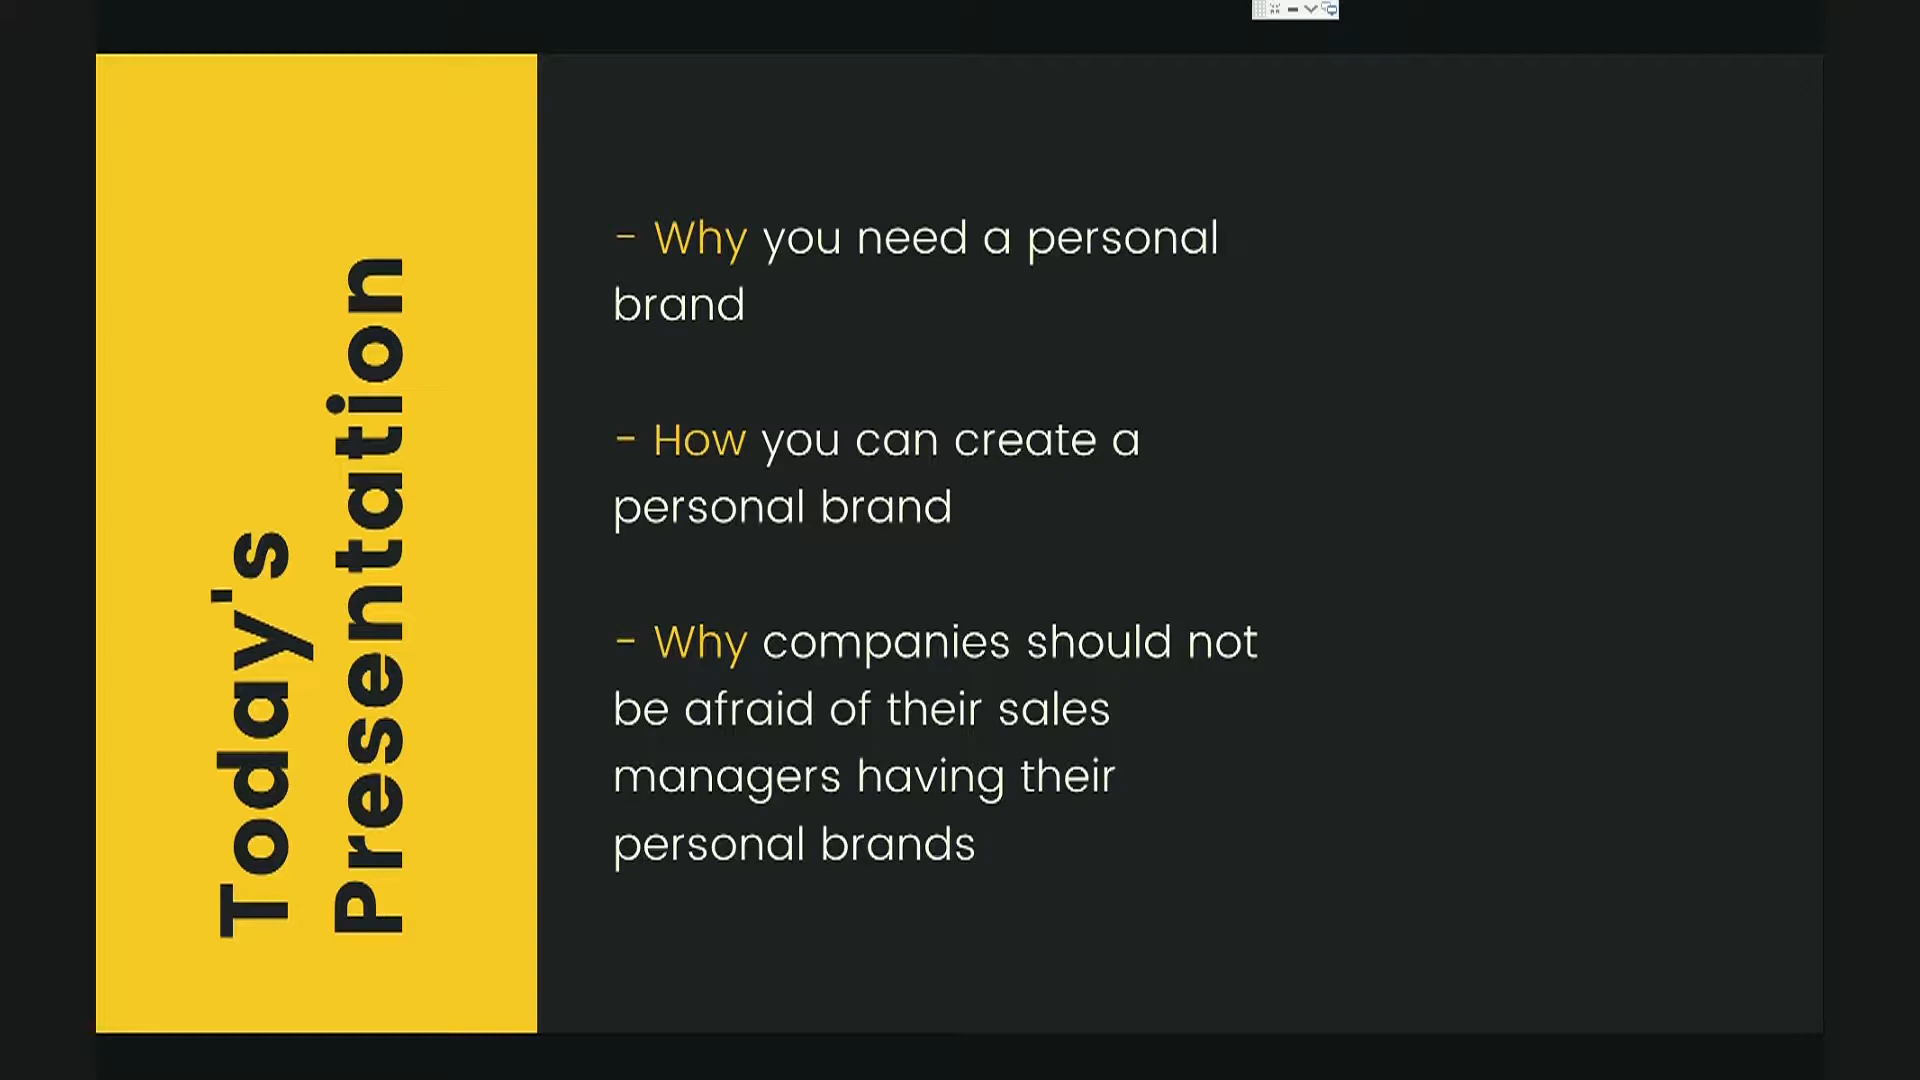 Today's
Presentation
- Why you need a personal
brand
- How you can create a
personal brand
- Why companies should not
be afraid of their sales
managers having their
personal brands